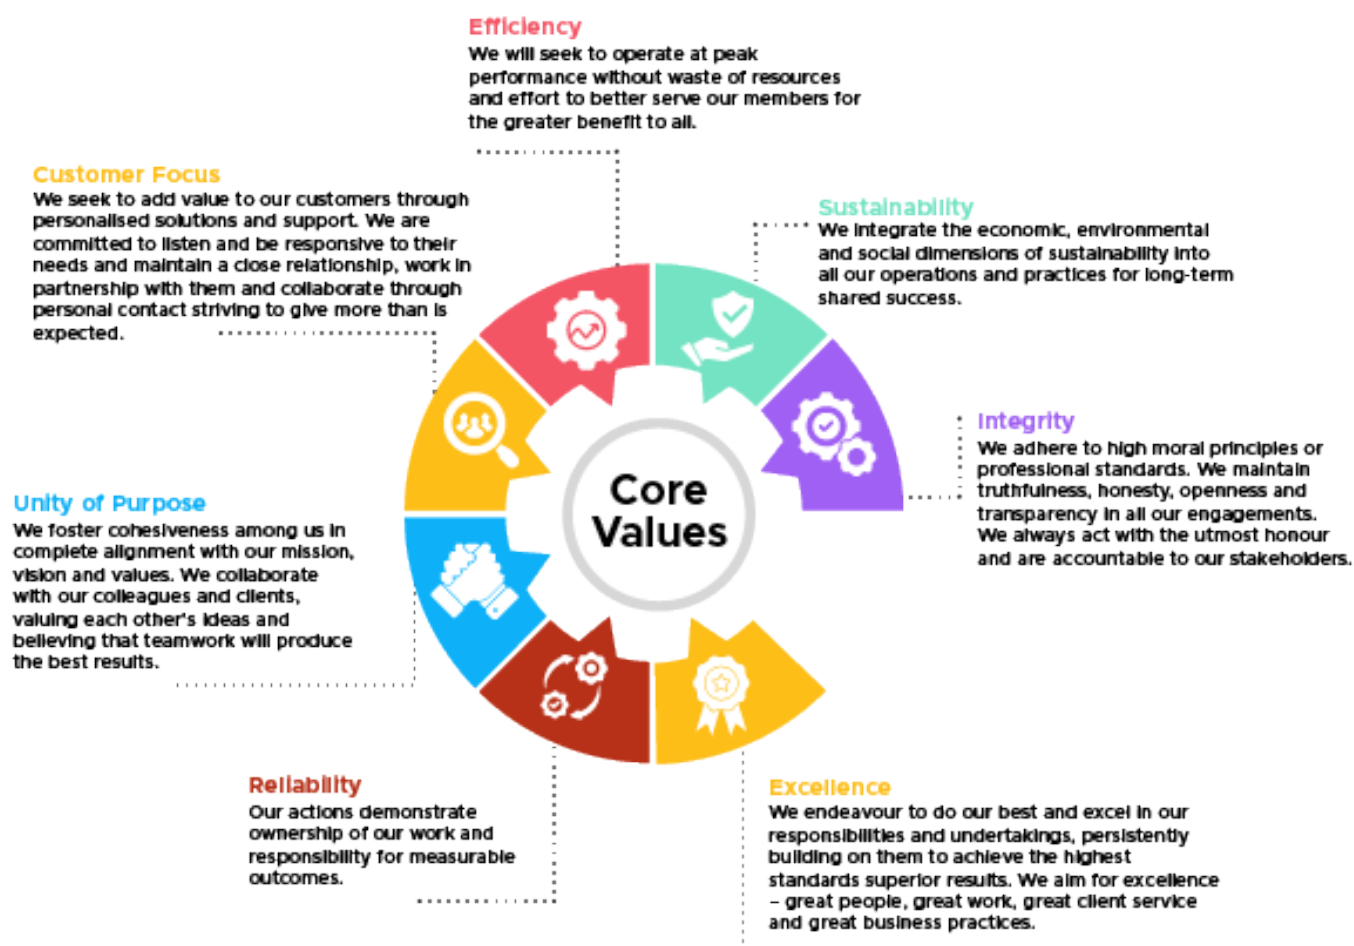 Efficiency
We will seek to operate at peak
performance without waste of resources
and effort to better serve our members for
the greater benefit to all.
Customer Focus
We seek to add value to our customers through
personalised solutions and support. We are
committed to listen and be responsive to their
needs and maintain a close relationship, work in
partnership with them and collaborate through
personal contact striving to give more than is
expected.
Sustainability
We integrate the economic, environmental
and social dimensions of sustainability into
all our operations and practices for long-term
shared success.
Integrity
We adhere to high moral principles or
professional standards. We maintain
truthfulness, honesty, openness and
transparency in all our engagements.
We always act with the utmost honour
and are accountable to our stakeholders.
Core
Values
Unity of Purpose
We foster cohesiveness among us in
complete alignment with our mission,
vision and values. We collaborate
with our colleagues and clients,
valuing each other's ideas and
believing that teamwork will produce
the best results.
Reliability
Our actions demonstrate
ownership of our work and
responsibility for measurable
outcomes.
Excellence
We endeavour to do our best and excel in our
responsibilities and undertakings, persistently
building on them to achieve the highest
standards superior results. We aim for excellence
– great people, great work, great client service
and great business practices.